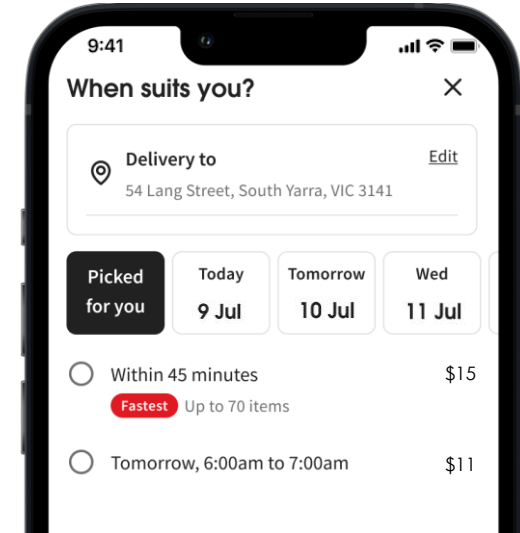 9:41
When suits you?
Delivery to
Edit
54 Lang Street, South Yarra, VIC 3141
Picked for you
Today
9 Jul
Tomorrow
10 Jul
Wed
11 Jul
Within 45 minutes
$15
Fastest Up to 70 items
Tomorrow, 6:00am to 7:00am
$11